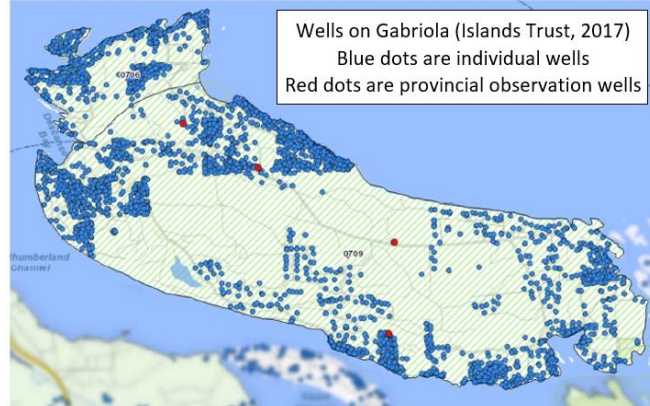 Wells on Gabriola (Islands Trust, 2017)
Blue dots are individual wells
Red dots are provincial observation wells
0706
0709
thumberland
Channel